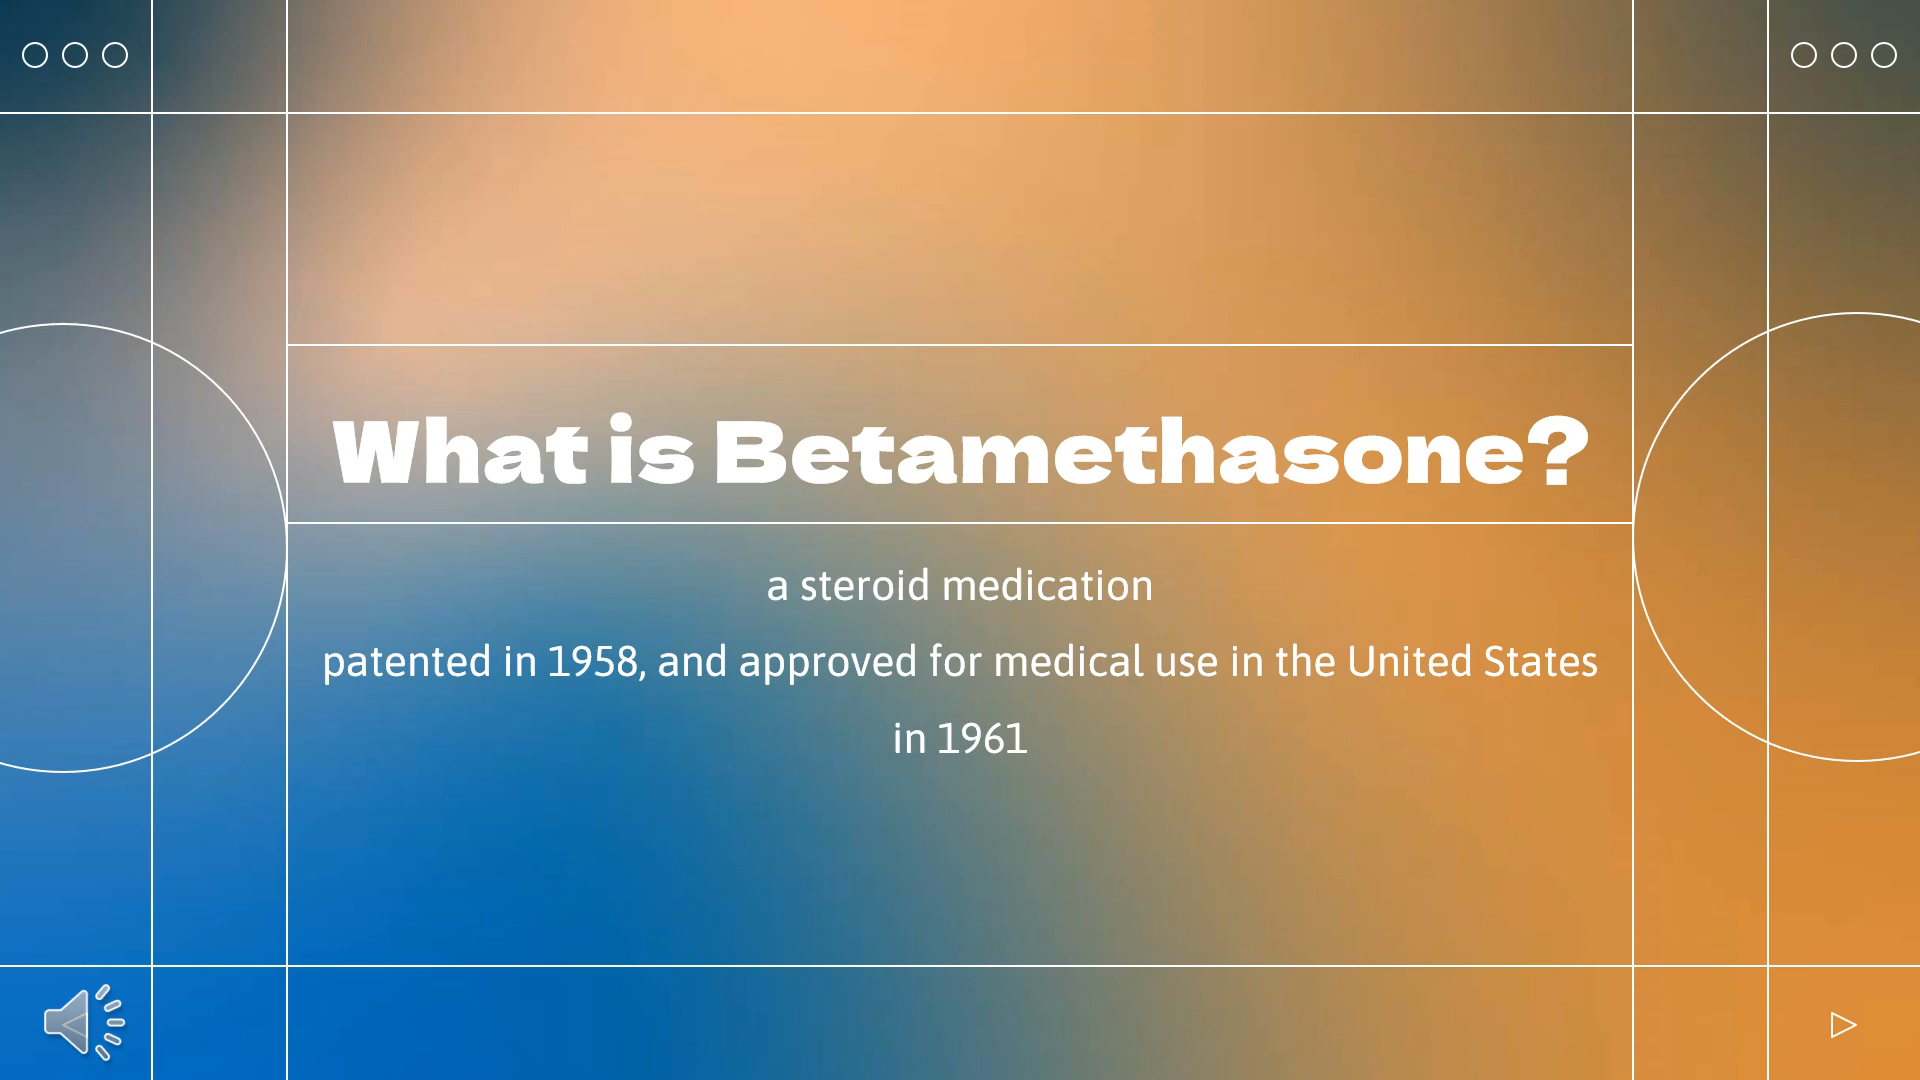 What is Betamethasone?
a steroid medication
patented in 1958, and approved for medical use in the United States
in 1961